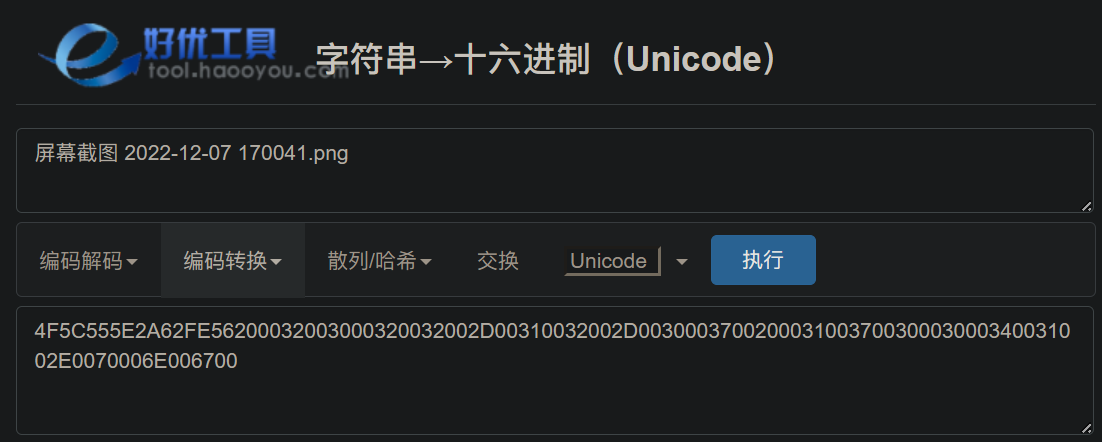 好优工具
tool.haooyou.com
字符串→十六进制（Unicode）
屏幕截图 2022-12-07 170041.png
编码解码 编码转换 散列/哈希 交换 Unicode 执行
4F5C555E2A62FE56200032003000320032002D00310032002D0030003700200031003700300030003400310
02E0070006E006700